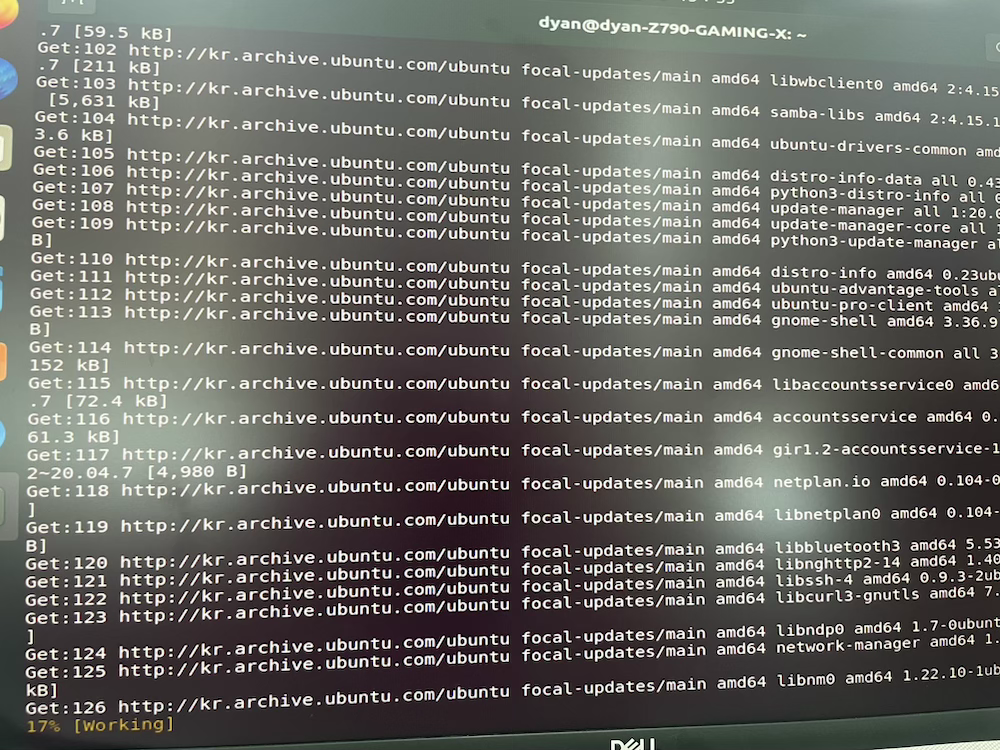 dyan@dyan-Z790-GAMING-X: ~
.7 [59.5 kB]
Get:102 http://kr.archive.ubuntu.com/ubuntu focal-updates/main amd64 libwbclient0 amd64 2:4.15
.7 [211 kB]
Get:103 http://kr.archive.ubuntu.com/ubuntu focal-updates/main amd64 samba-libs amd64 2:4.15.1
[5,631 kB]
Get:104 http://kr.archive.ubuntu.com/ubuntu focal-updates/main amd64 ubuntu-drivers-common amd
3.6 kB]
Get:105 http://kr.archive.ubuntu.com/ubuntu focal-updates/main amd64 distro-info-data all 0.43
Get:106 http://kr.archive.ubuntu.com/ubuntu focal-updates/main amd64 python3-distro-info all
Get:107 http://kr.archive.ubuntu.com/ubuntu focal-updates/main amd64 update-manager all 1:20.0
Get:108 http://kr.archive.ubuntu.com/ubuntu focal-updates/main amd64 update-manager-core all
Get:109 http://kr.archive.ubuntu.com/ubuntu focal-updates/main amd64 python3-update-manager al
B]
Get:110 http://kr.archive.ubuntu.com/ubuntu focal-updates/main amd64 distro-info amd64 0.23ubu
Get:111 http://kr.archive.ubuntu.com/ubuntu focal-updates/main amd64 ubuntu-advantage-tools a
Get:112 http://kr.archive.ubuntu.com/ubuntu focal-updates/main amd64 ubuntu-pro-client amd64
Get:113 http://kr.archive.ubuntu.com/ubuntu focal-updates/main amd64 gnome-shell amd64 3.36.9
B]
Get:114 http://kr.archive.ubuntu.com/ubuntu focal-updates/main amd64 gnome-shell-common all 3
152 kB]
Get:115 http://kr.archive.ubuntu.com/ubuntu focal-updates/main amd64 libaccountsservice0 amd6
.7 [72.4 kB]
Get:116 http://kr.archive.ubuntu.com/ubuntu focal-updates/main amd64 accountsservice amd64 0.
61.3 kB]
Get:117 http://kr.archive.ubuntu.com/ubuntu focal-updates/main amd64 gir1.2-accountsservice-1
2~20.04.7 [4,980 B]
Get:118 http://kr.archive.ubuntu.com/ubuntu focal-updates/main amd64 netplan.io amd64 0.104-0
]
Get:119 http://kr.archive.ubuntu.com/ubuntu focal-updates/main amd64 libnetplan0 amd64 0.104-
B]
Get:120 http://kr.archive.ubuntu.com/ubuntu focal-updates/main amd64 libbluetooth3 amd64 5.53
Get:121 http://kr.archive.ubuntu.com/ubuntu focal-updates/main amd64 libnghttp2-14 amd64 1.40
Get:122 http://kr.archive.ubuntu.com/ubuntu focal-updates/main amd64 libssh-4 amd64 0.9.3-2ub
Get:123 http://kr.archive.ubuntu.com/ubuntu focal-updates/main amd64 libcurl3-gnutls amd64 7.
]
Get:124 http://kr.archive.ubuntu.com/ubuntu focal-updates/main amd64 libndp0 amd64 1.7-0ubunt
Get:125 http://kr.archive.ubuntu.com/ubuntu focal-updates/main amd64 network-manager amd64 1.
kB]
Get:126 http://kr.archive.ubuntu.com/ubuntu focal-updates/main amd64 libnm0 amd64 1.22.10-1ub
17% [Working]
DELL